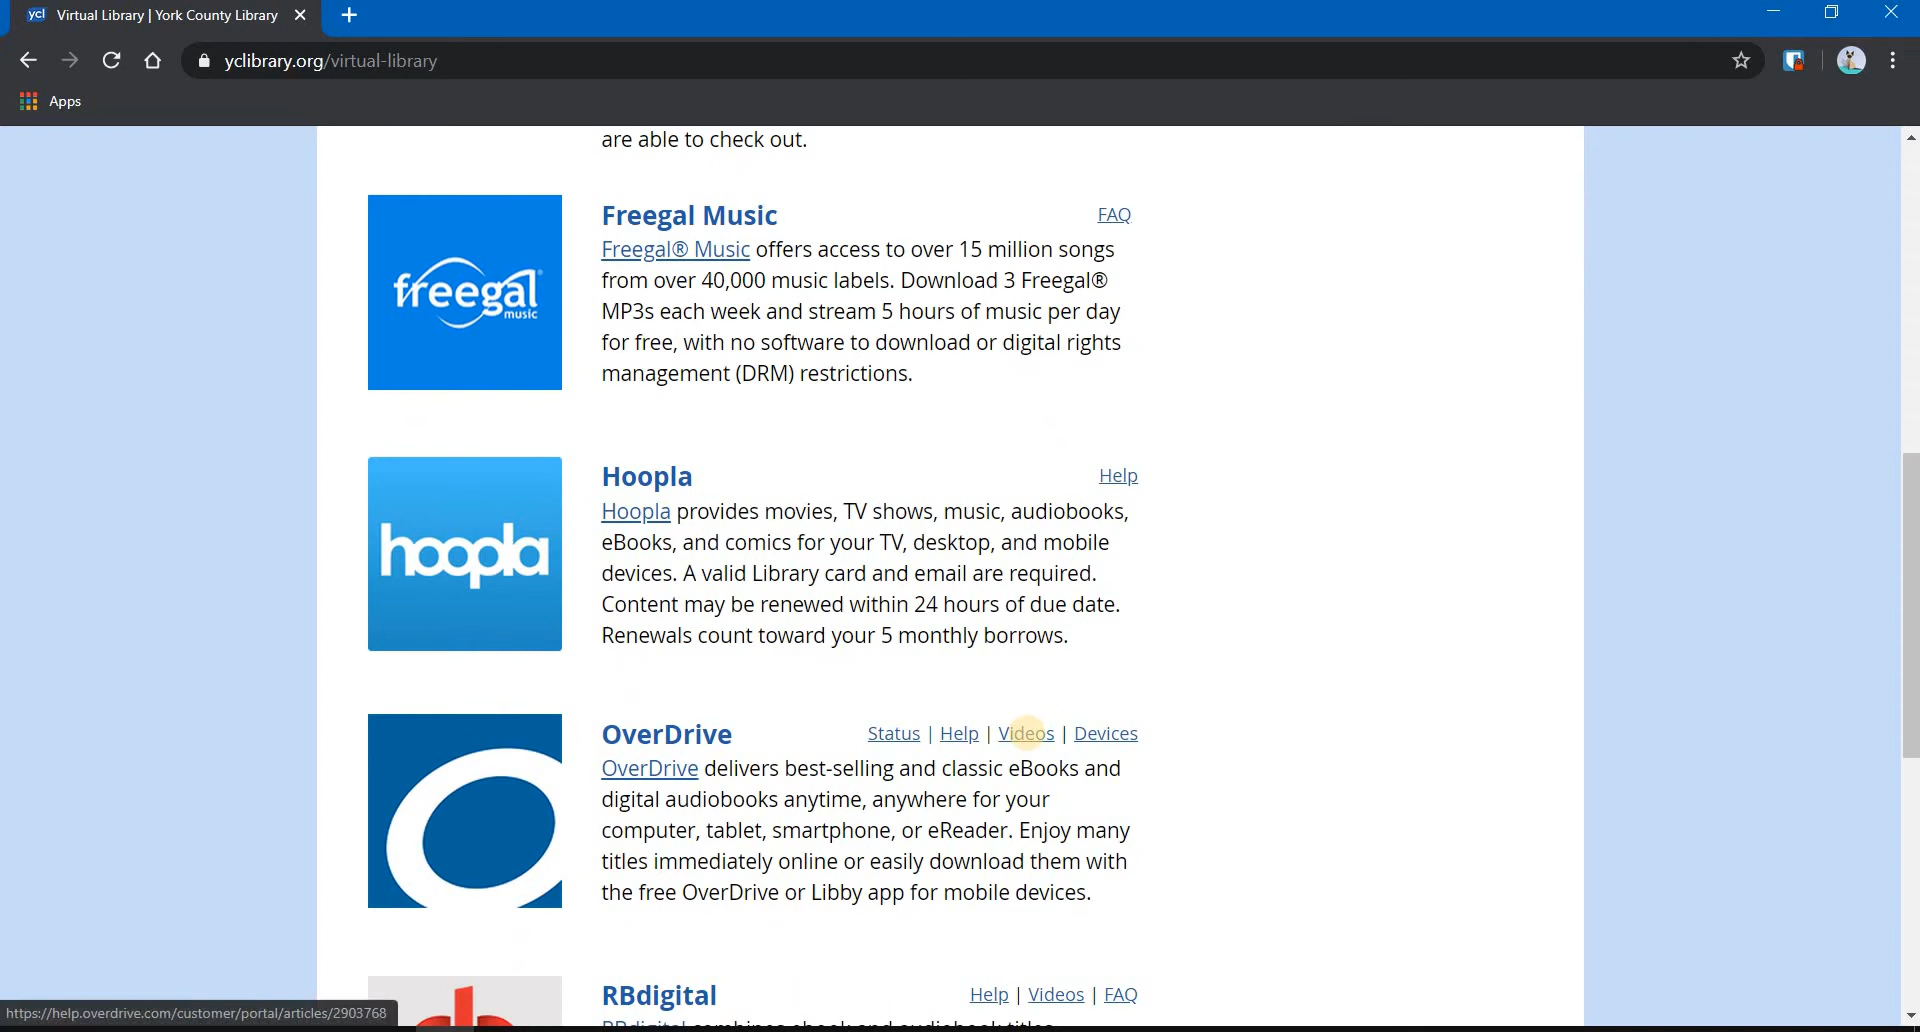 ycl Virtual Library | York County Library
yclibrary.org/virtual-library
Apps
are able to check out.
freegal®
music
Freegal Music FAQ
Freegal® Music offers access to over 15 million songs
from over 40,000 music labels. Download 3 Freegal®
MP3s each week and stream 5 hours of music per day
for free, with no software to download or digital rights
management (DRM) restrictions.
hoopla
Hoopla Help
Hoopla provides movies, TV shows, music, audiobooks,
eBooks, and comics for your TV, desktop, and mobile
devices. A valid Library card and email are required.
Content may be renewed within 24 hours of due date.
Renewals count toward your 5 monthly borrows.
OverDrive Status | Help | Videos | Devices
OverDrive delivers best-selling and classic eBooks and
digital audiobooks anytime, anywhere for your
computer, tablet, smartphone, or eReader. Enjoy many
titles immediately online or easily download them with
the free OverDrive or Libby app for mobile devices.
RBdigital Help | Videos | FAQ
RBdigital combines ebook and audiobook titles
https://help.overdrive.com/customer/portal/articles/2903768